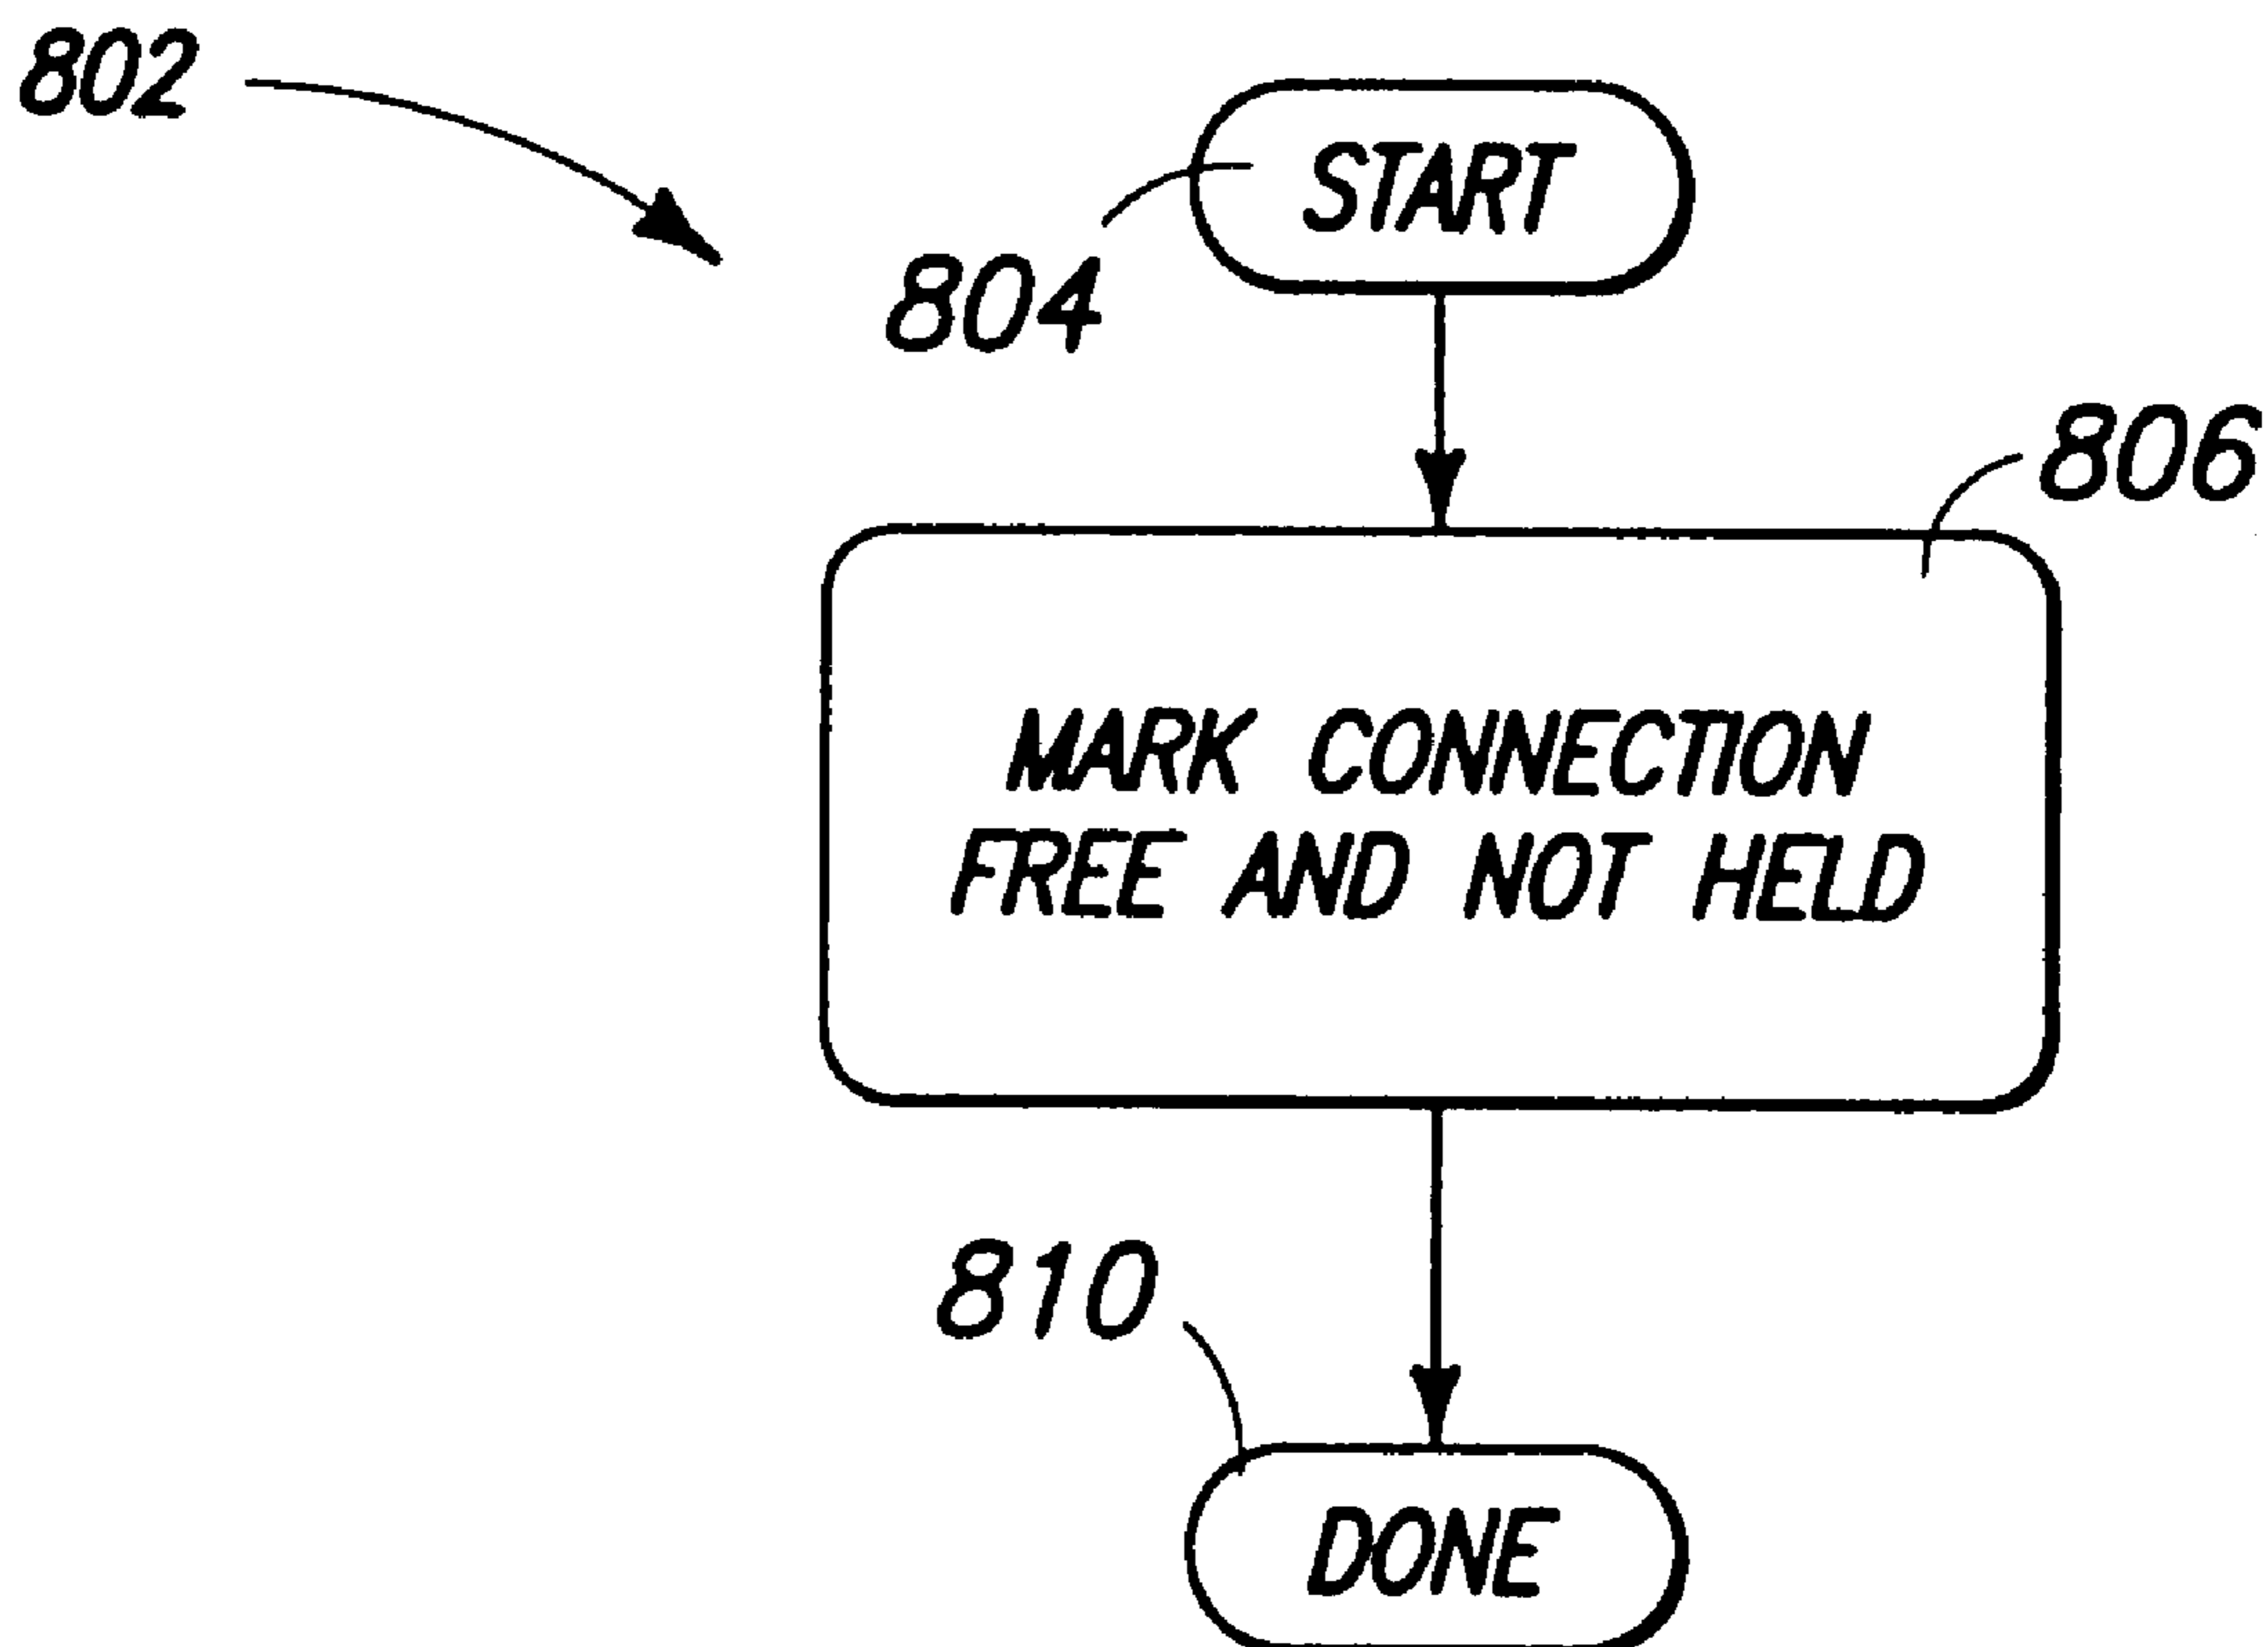 802
START
804
806
MARK CONNECTION
FREE AND NOT HELD
810
DONE